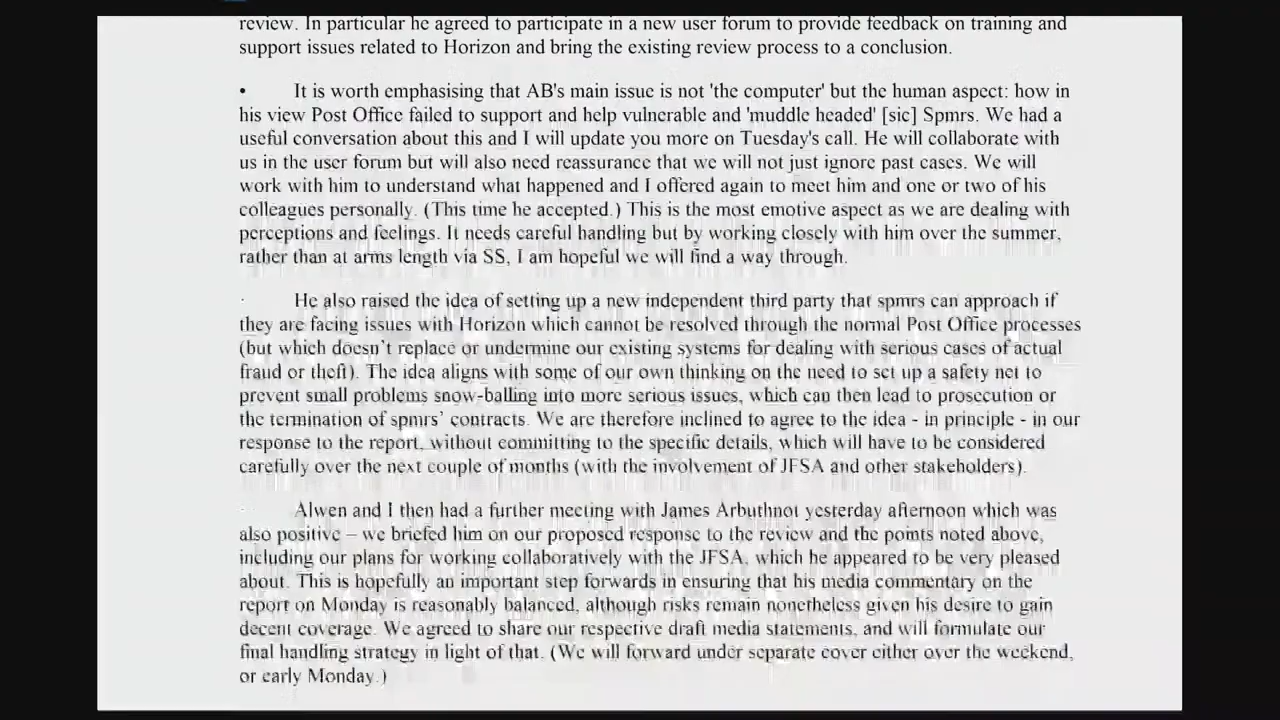 review. In particular he agreed to participate in a new user forum to provide feedback on training and
support issues related to Horizon and bring the existing review process to a conclusion.
• It is worth emphasising that AB's main issue is not 'the computer' but the human aspect: how in
his view Post Office failed to support and help vulnerable and 'muddle headed' [sic] Spmrs. We had a
useful conversation about this and I will update you more on Tuesday's call. He will collaborate with
us in the user forum but will also need reassurance that we will not just ignore past cases. We will
work with him to understand what happened and I offered again to meet him and one or two of his
colleagues personally. (This time he accepted.) This is the most emotive aspect as we are dealing with
perceptions and feelings. It needs careful handling but by working closely with him over the summer,
rather than at arms length via SS, I am hopeful we will find a way through.
· He also raised the idea of setting up a new independent third party that spmrs can approach if
they are facing issues with Horizon which cannot be resolved through the normal Post Office processes
(but which doesn’t replace or undermine our existing systems for dealing with serious cases of actual
fraud or theft). The idea aligns with some of our own thinking on the need to set up a safety net to
prevent small problems snow-balling into more serious issues, which can then lead to prosecution or
the termination of spmrs’ contracts. We are therefore inclined to agree to the idea - in principle - in our
response to the report, without committing to the specific details, which will have to be considered
carefully over the next couple of months (with the involvement of JFSA and other stakeholders).
· Alwen and I then had a further meeting with James Arbuthnot yesterday afternoon which was
also positive – we briefed him on our proposed response to the review and the points noted above,
including our plans for working collaboratively with the JFSA, which he appeared to be very pleased
about. This is hopefully an important step forwards in ensuring that his media commentary on the
report on Monday is reasonably balanced, although risks remain nonetheless given his desire to gain
decent coverage. We agreed to share our respective draft media statements, and will formulate our
final handling strategy in light of that. (We will forward under separate cover either over the weekend,
or early Monday.)